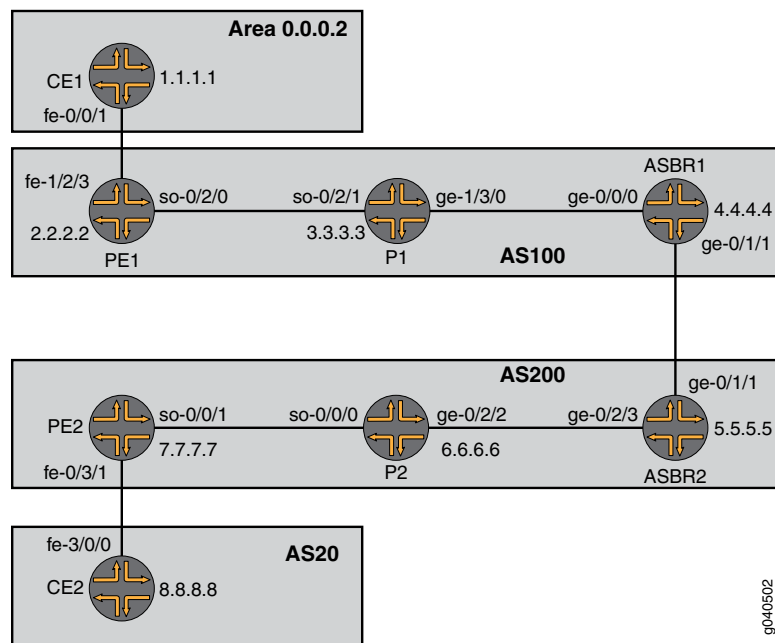 Area 0.0.0.2
CE1
1.1.1.1
fe-0/0/1
ASBR1
fe-1/2/3
so-0/2/0
so-0/2/1
ge-1/3/0
ge-0/0/0
4.4.4.4
2.2.2.2
3.3.3.3
ge-0/1/1
PE1
P1
AS100
AS200
ge-0/1/1
PE2
so-0/0/1
so-0/0/0
ge-0/2/2
ge-0/2/3
5.5.5.5
7.7.7.7
6.6.6.6
fe-0/3/1
P2
ASBR2
fe-3/0/0
AS20
CE2
8.8.8.8
g040502